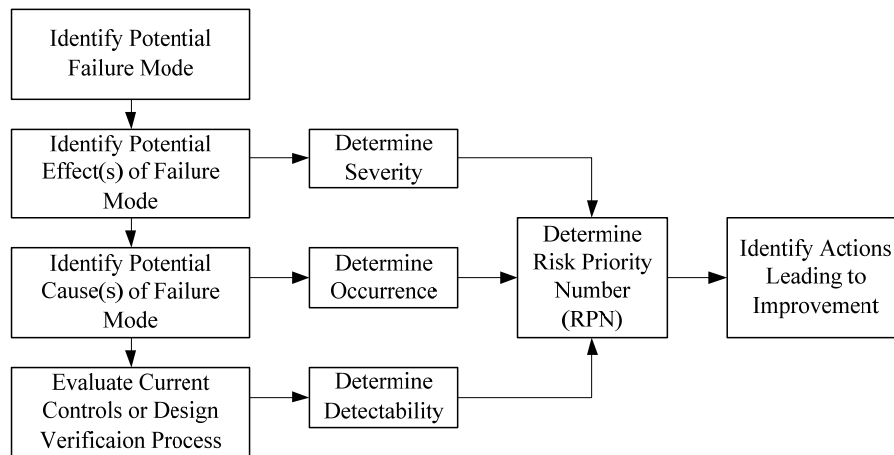 Identify Potential
Failure Mode
Identify Potential
Effect(s) of Failure
Mode
Determine
Severity
Identify Potential
Cause(s) of Failure
Mode
Determine
Occurrence
Determine
Risk Priority
Number
(RPN)
Identify Actions
Leading to
Improvement
Evaluate Current
Controls or Design
Verificaion Process
Determine
Detectability